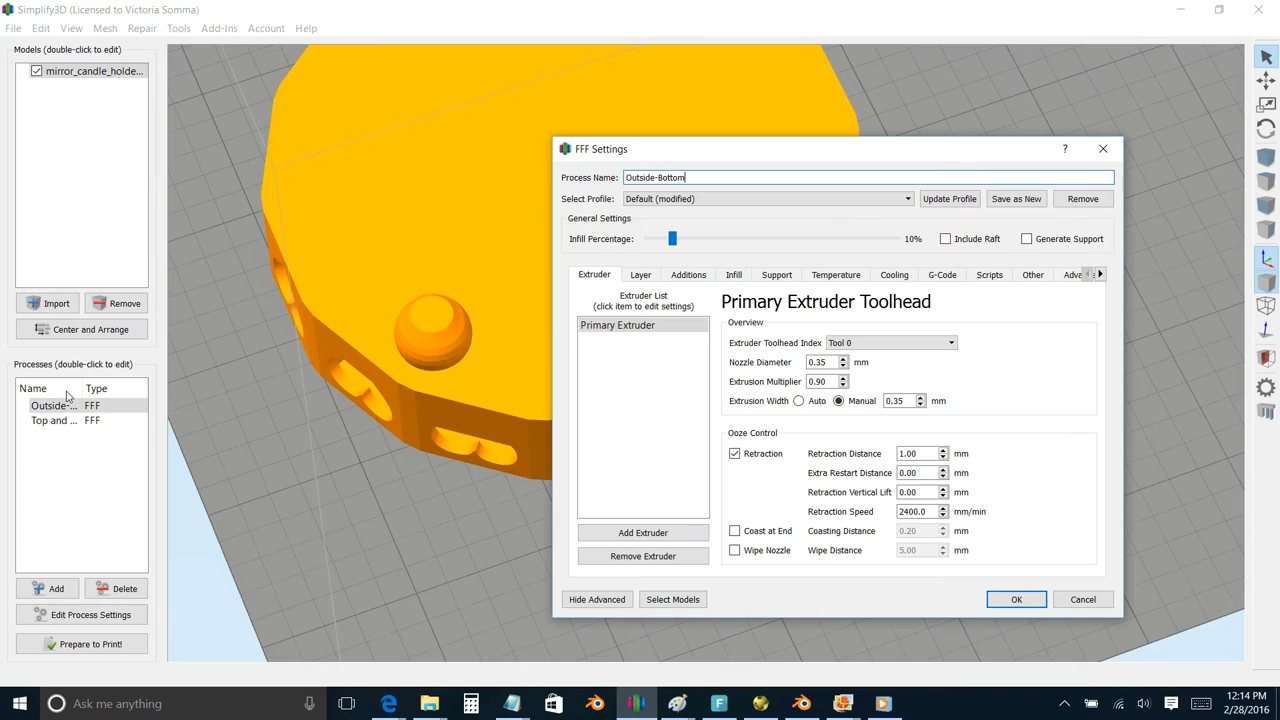 Simplify3D (Licensed to Victoria Somma)
File Edit View Mesh Repair Tools Add-Ins Account Help
Models (double-click to edit)
mirror_candle_holde...
Import Remove
Center and Arrange
Processes (double-click to edit)
Name Type
Outside-... FFF
Top and ... FFF
Add Delete
Edit Process Settings
Prepare to Print!
FFF Settings
Process Name: Outside-Bottom
Select Profile: Default (modified) Update Profile Save as New Remove
General Settings
Infill Percentage: 10% Include Raft Generate Support
Extruder Layer Additions Infill Support Temperature Cooling G-Code Scripts Other Adva
Extruder List
(click item to edit settings)
Primary Extruder
Add Extruder
Remove Extruder
Primary Extruder Toolhead
Overview
Extruder Toolhead Index Tool 0
Nozzle Diameter 0.35 mm
Extrusion Multiplier 0.90
Extrusion Width Auto Manual 0.35 mm
Ooze Control
Retraction Retraction Distance 1.00 mm
Extra Restart Distance 0.00 mm
Retraction Vertical Lift 0.00 mm
Retraction Speed 2400.0 mm/min
Coast at End Coasting Distance 0.20 mm
Wipe Nozzle Wipe Distance 5.00 mm
Hide Advanced Select Models OK Cancel
Ask me anything
12:14 PM
2/28/2016